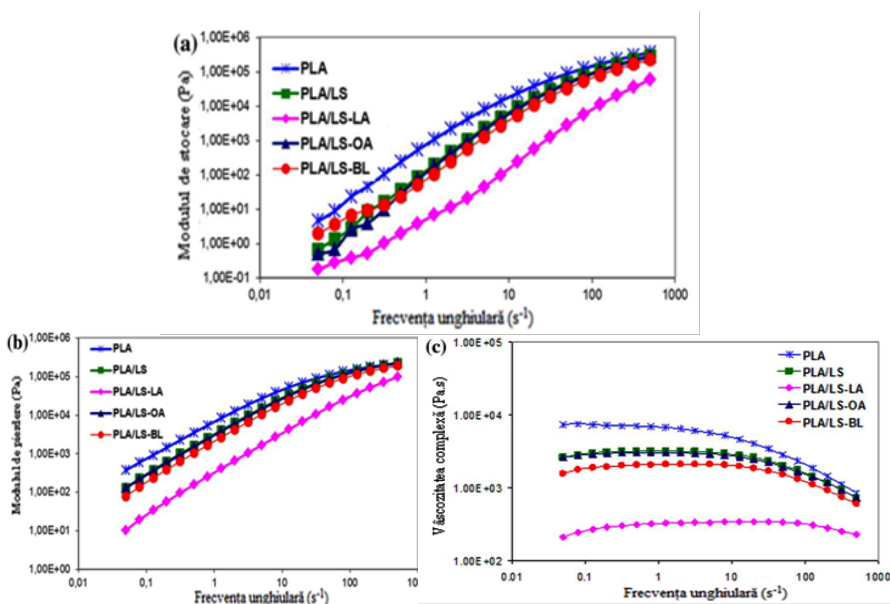 (a)
Modulul de stocare (Pa)
1,00E+06
1,00E+05
1,00E+04
1,00E+03
1,00E+02
1,00E+01
1,00E+00
1,00E-01
PLA
PLA/LS
PLA/LS-LA
PLA/LS-OA
PLA/LS-BL
0,01
0,1
1
10
100
1000
Frecvența unghiulară (s⁻¹)
(b)
Modulul de pierdere (Pa)
1,00E+06
1,00E+05
1,00E+04
1,00E+03
1,00E+02
1,00E+01
1,00E+00
PLA
PLA/LS
PLA/LS-LA
PLA/LS-OA
PLA/LS-BL
0,01
0,1
1
10
100
10
Frecvența unghiulară (s⁻¹)
(c)
Vâscozitatea complexă (Pa.s)
1.00E+05
1.00E+04
1.00E+03
1.00E+02
PLA
PLA/LS
PLA/LS-LA
PLA/LS-OA
PLA/LS-BL
0.01
0.1
1
10
100
1000
Frecvența unghiulară (s⁻¹)